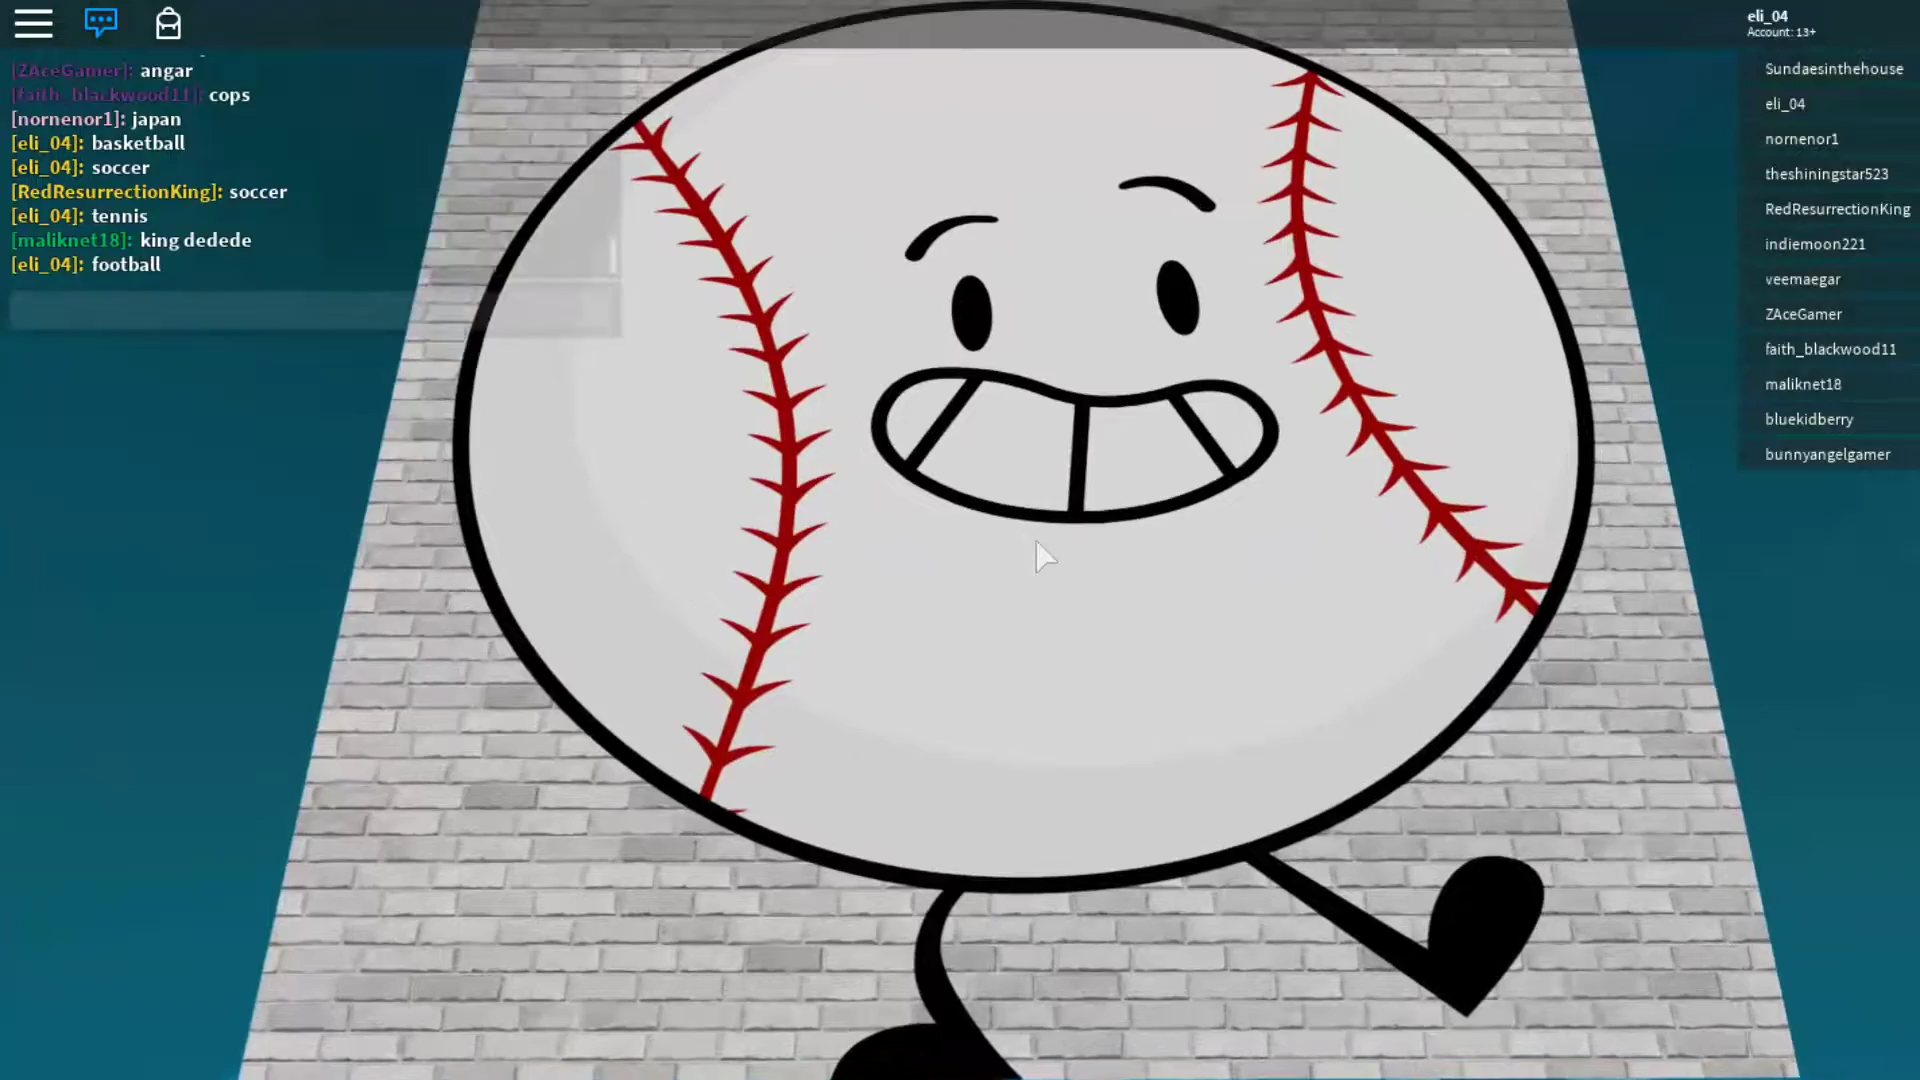 eli_04
Account: 13+
[ZAceGamer]: angar
[faith_blackwood11]: cops
[nornenor1]: japan
[eli_04]: basketball
[eli_04]: soccer
[RedResurrectionKing]: soccer
[eli_04]: tennis
[maliknet18]: king dedede
[eli_04]: football
Sundaesinthehouse
eli_04
nornenor1
theshiningstar523
RedResurrectionKing
indiemoon221
veemaegar
ZAceGamer
faith_blackwood11
maliknet18
bluekidberry
bunnyangelgamer